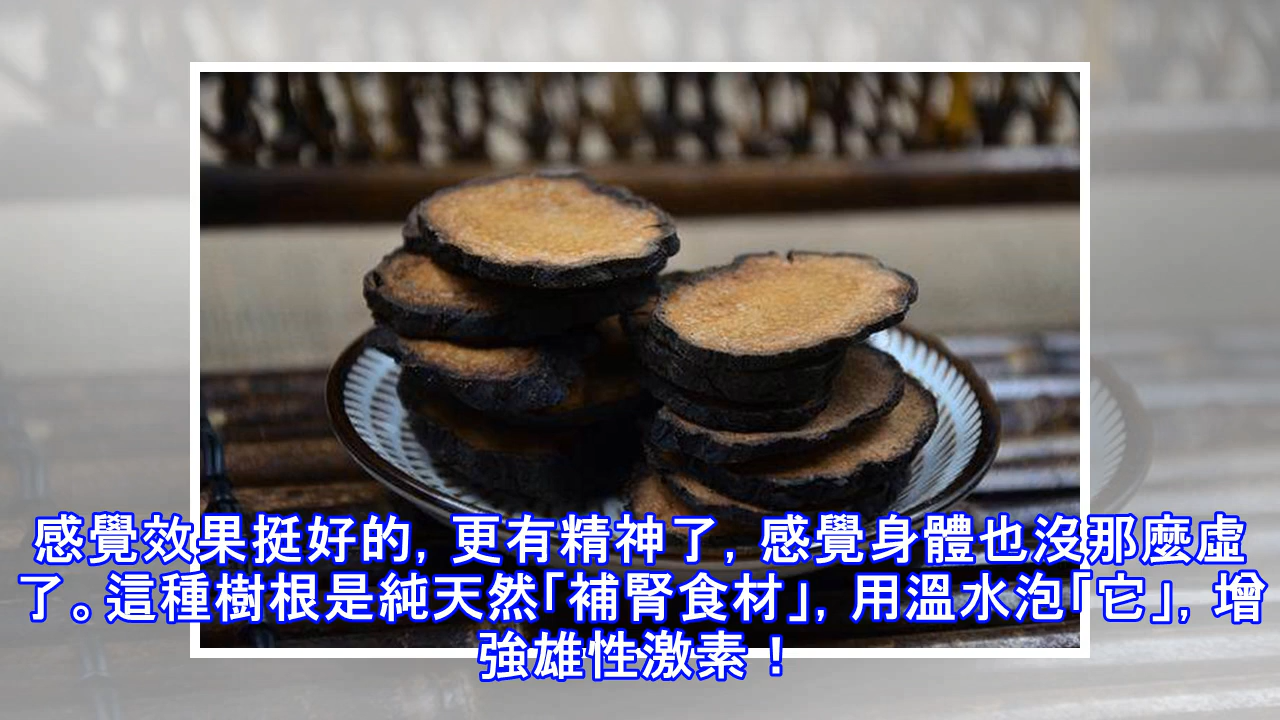 感覺效果挺好的,更有精神了,感覺身體也沒那麼虛
了。這種樹根是純天然「補腎食材」,用溫水泡「它」,增
強雄性激素!